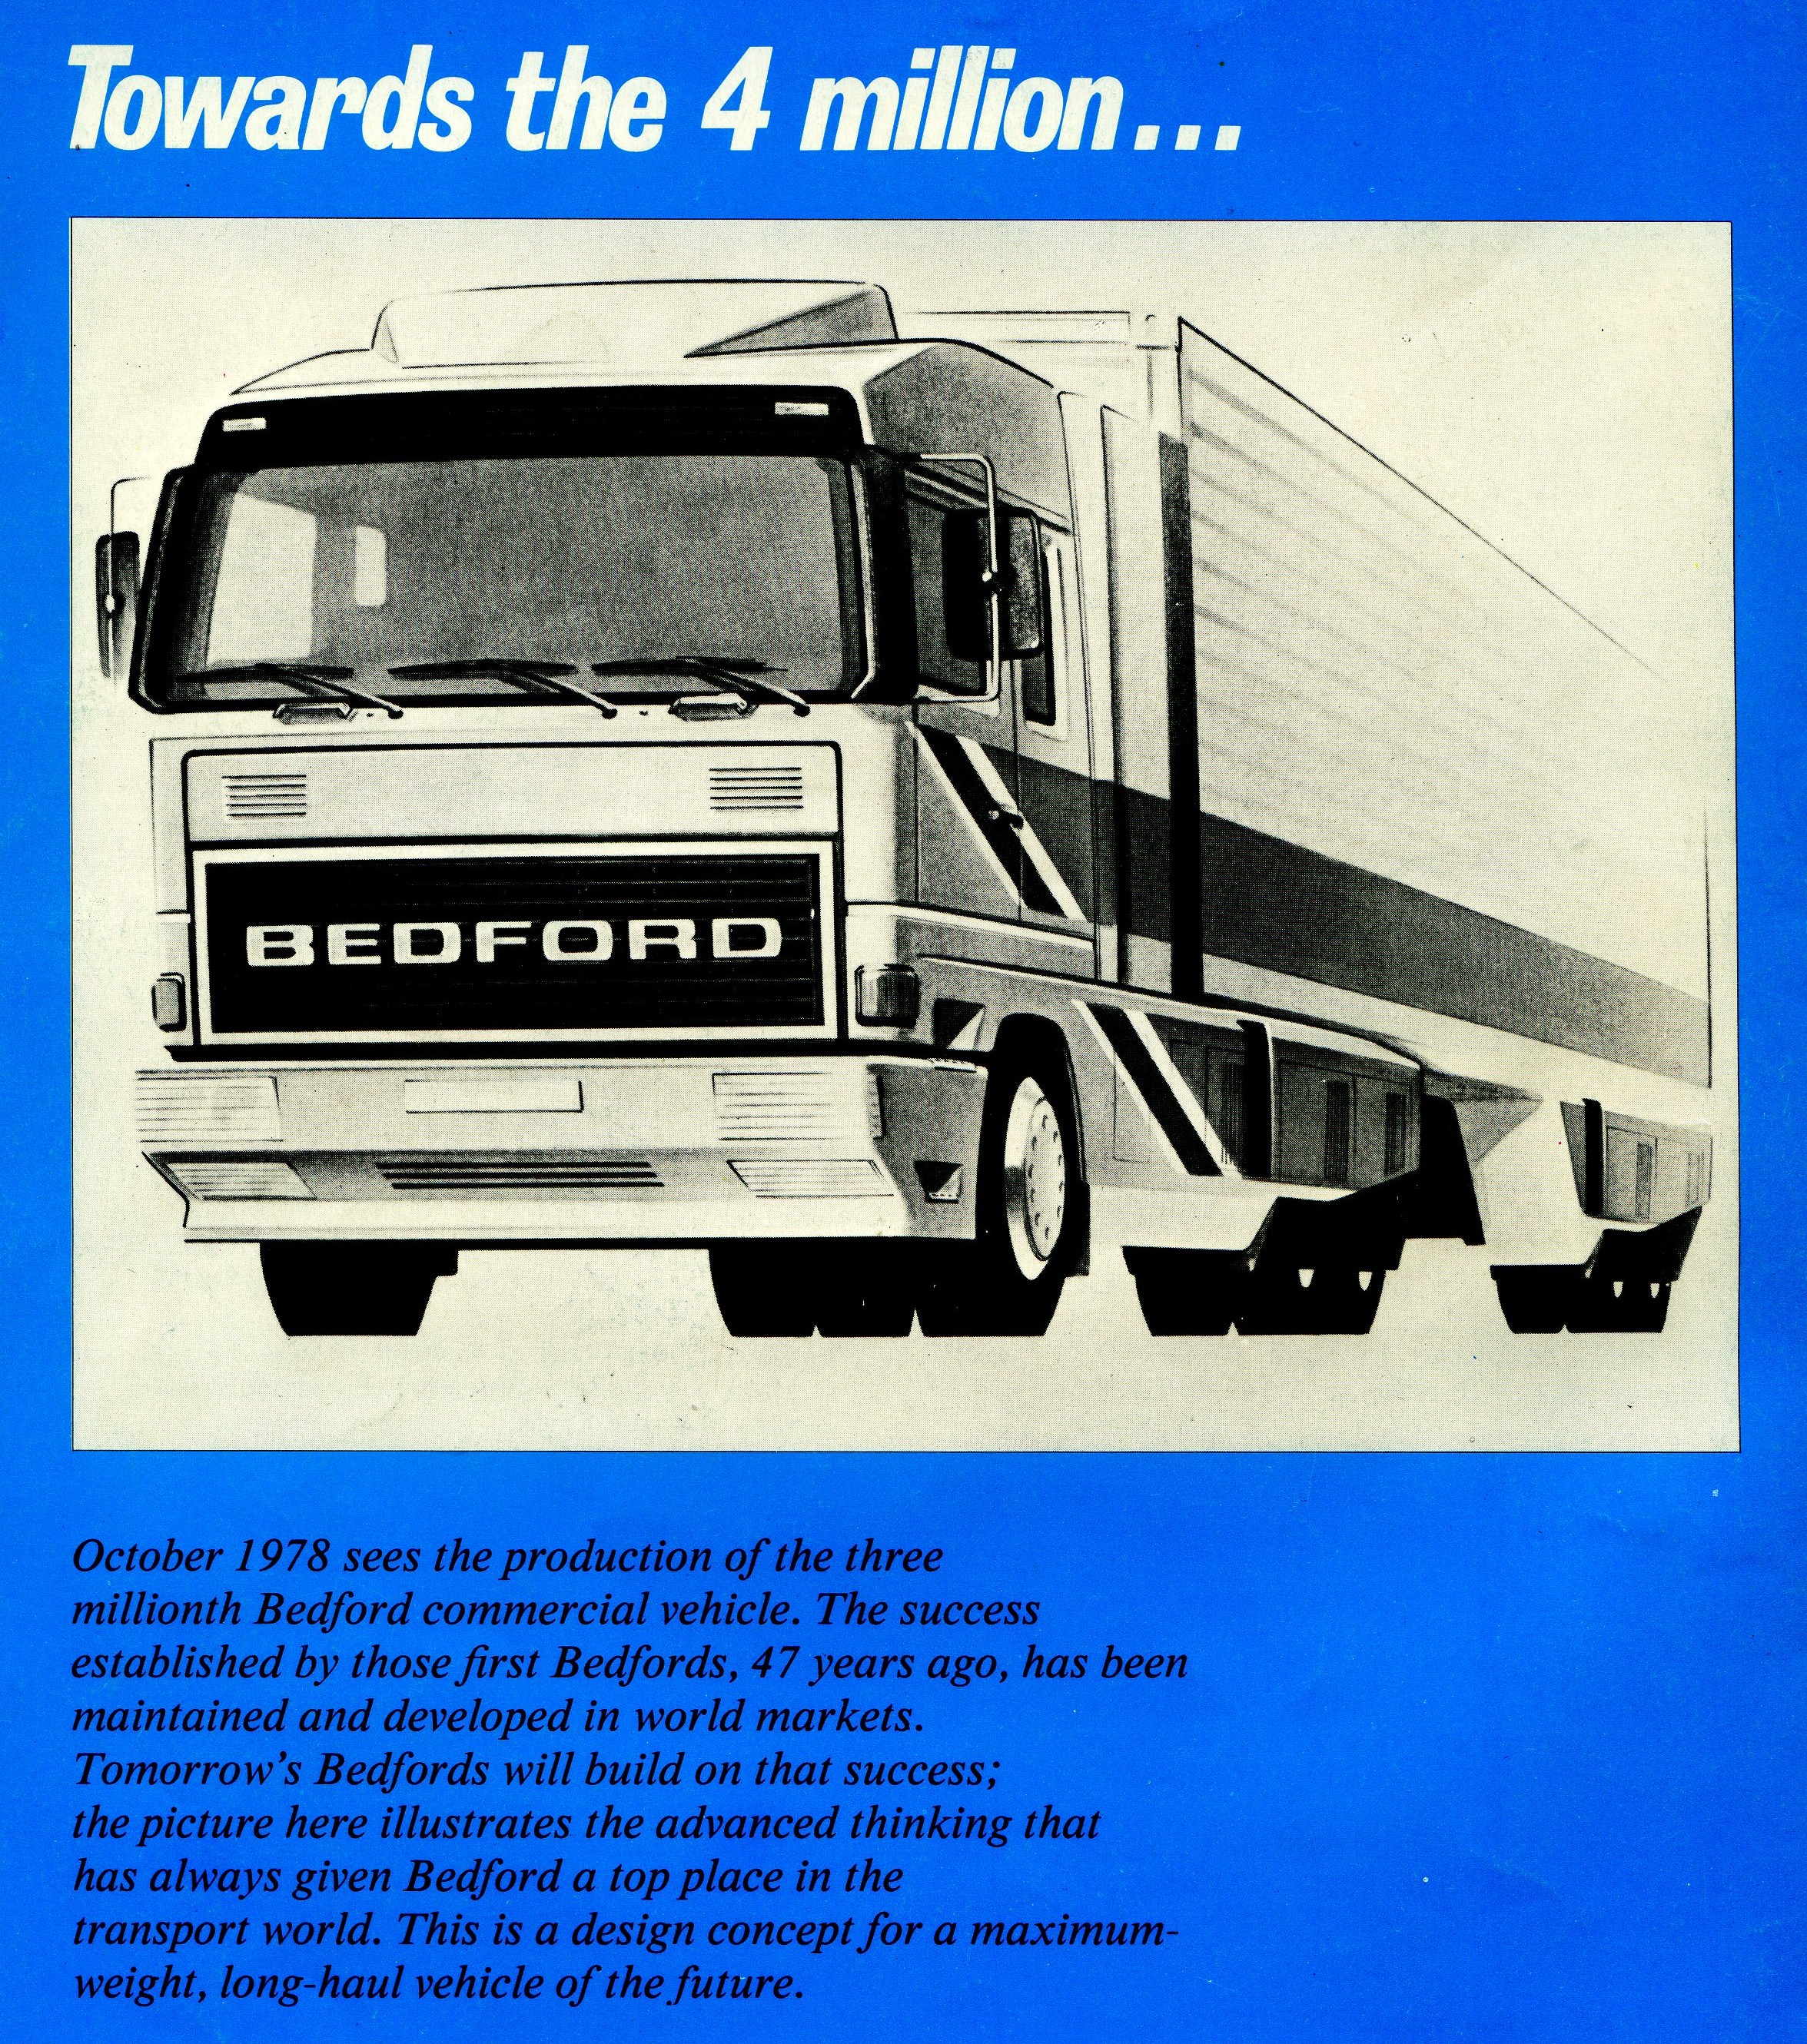 Towards the 4 million...
BEDFORD
October 1978 sees the production of the three
millionth Bedford commercial vehicle. The success
established by those first Bedfords, 47 years ago, has been
maintained and developed in world markets.
Tomorrow's Bedfords will build on that success;
the picture here illustrates the advanced thinking that
has always given Bedford a top place in the
transport world. This is a design concept for a maximum-
weight, long-haul vehicle of the future.